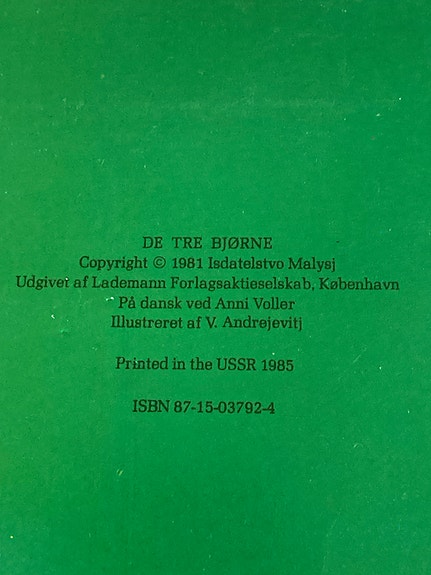 DE TRE BJØRNE
Copyright © 1981 Isdatelstvo Malysj
Udgivet af Lademann Forlagsaktieselskab, København
På dansk ved Anni Voller
Illustreret af V. Andrejevitj
Printed in the USSR 1985
ISBN 87-15-03792-4